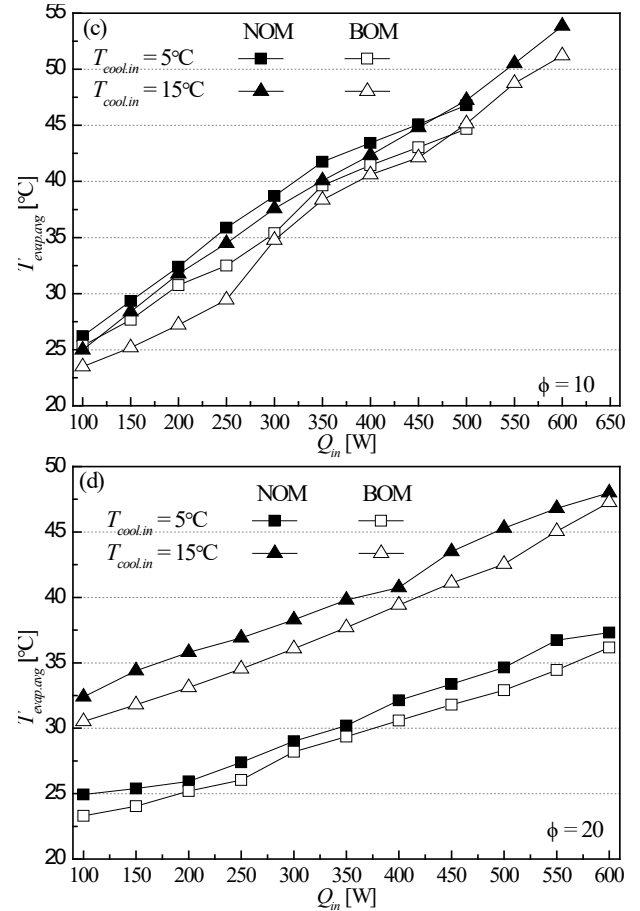 (c)
NOM BOM
T_cool.in = 5°C
T_cool.in = 15°C
55
50
45
40
35
30
25
20
T_evap.avg [°C]
ϕ = 10
100 150 200 250 300 350 400 450 500 550 600 650
Q_in [W]
(d)
NOM BOM
T_cool.in = 5°C
T_cool.in = 15°C
50
45
40
35
30
25
20
T_evap.avg [°C]
ϕ = 20
100 150 200 250 300 350 400 450 500 550 600
Q_in [W]